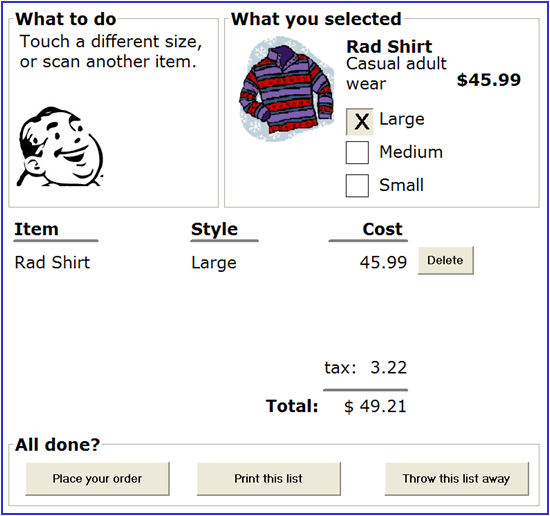 What to do
Touch a different size,
or scan another item.
What you selected
Rad Shirt
Casual adult
wear
$45.99
X Large
Medium
Small
Item Style Cost
Rad Shirt Large 45.99 Delete
tax: 3.22
Total: $ 49.21
All done?
Place your order Print this list Throw this list away